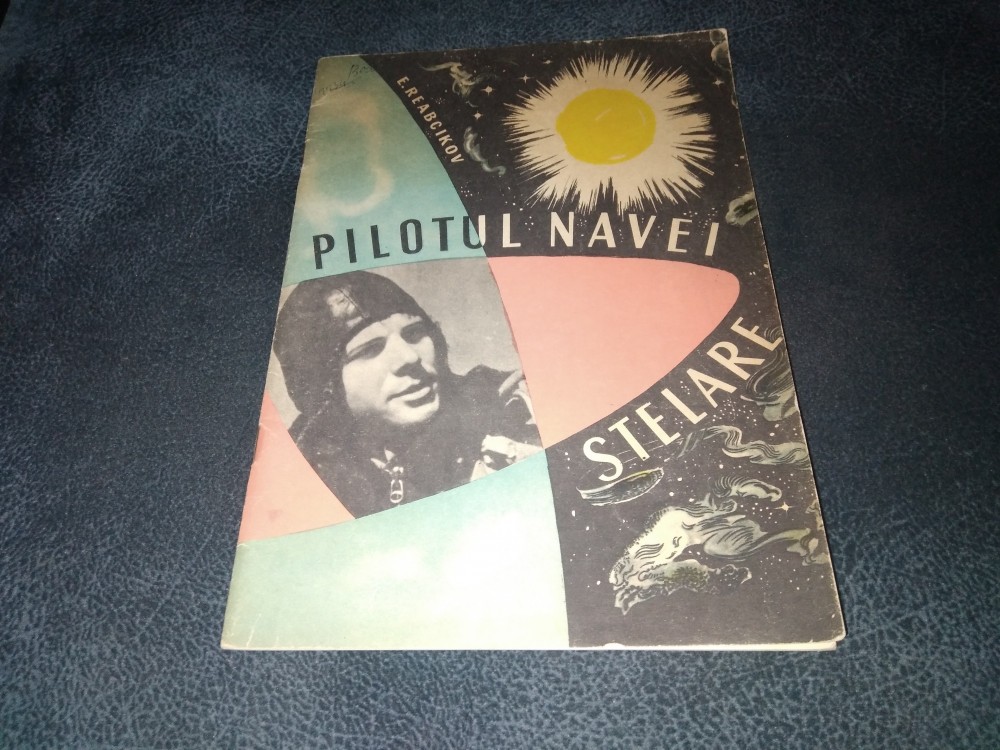 E. REABCIKOV
PILOTUL NAVEI
STELARE